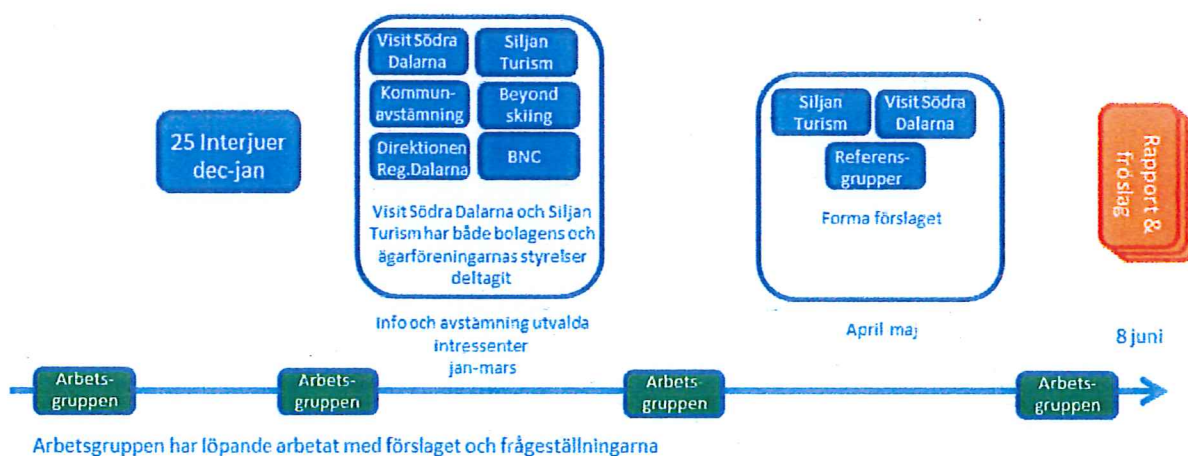 25 Interjuer
dec-jan
Visit Södra
Dalarna
Siljan
Turism
Kommun-
avstämning
Beyond
skiing
Direktionen
Reg.Dalarna
BNC
Visit Södra Dalarna och Siljan
Turism har både bolagens och
ägarföreningarnas styrelser
deltagit
Info och avstämning utvalda
intressenter
jan-mars
Siljan
Turism
Visit Södra
Dalarna
Referens-
grupper
Forma förslaget
April maj
Rapport &
fröslag
8 juni
Arbets-
gruppen
Arbets-
gruppen
Arbets-
gruppen
Arbets-
gruppen
Arbetsgruppen har löpande arbetat med förslaget och frågeställningarna